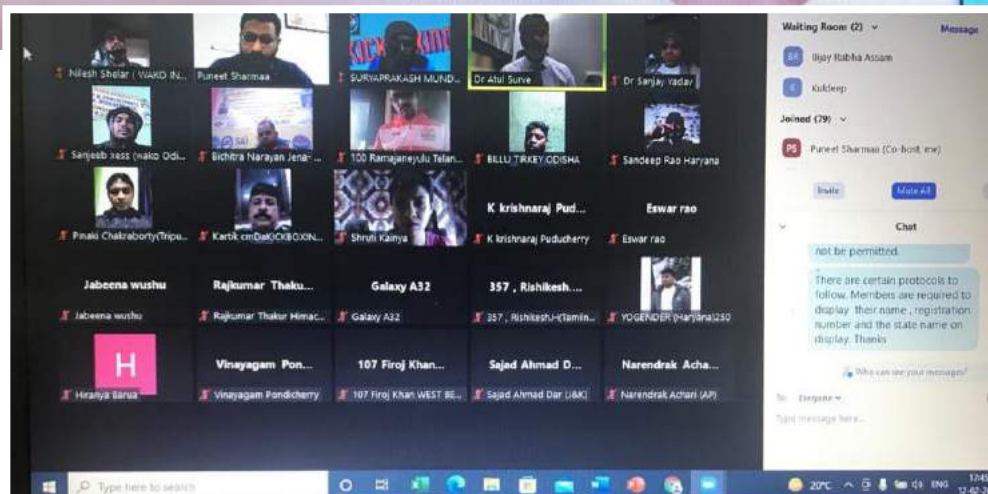 Nilesh Shelar ( WAKO IN...
Puneet Sharmaa
SURYAPRAKASH MUND...
Dr Atul Surve
Dr Sanjay Yadav
KICK
Sanjeeb xess (wako Odi...
Bichitra Narayan Jena- ...
100 Ramajaneyulu Telan...
BILLU TIRKEY,ODISHA
Sandeep Rao Haryana
Pinaki Chakraborty(Tripu...
Kartik cmDaKICKBOXIN...
Shruti Kainya
K krishnaraj Pud...
K krishnaraj Puducherry
Eswar rao
Eswar rao
Jabeena wushu
Jabeena wushu
Rajkumar Thaku...
Rajkumar Thakur Himac...
Galaxy A32
Galaxy A32
357 , Rishikesh....
357 , Rishikesh.H(Tamiln...
YOGENDER (Haryana)250
H
Hiranya Barua
Vinayagam Pon...
Vinayagam Pondicherry
107 Firoj Khan...
107 Firoj Khan WEST BE...
Sajad Ahmad D...
Sajad Ahmad Dar (J&K)
Narendrak Acha...
Narendrak Achari (AP)
Waiting Room (2)
Message
BR
Bijay Rabha Assam
K
Kuldeep
Joined (79)
PS
Puneet Sharmaa (Co-host, me)
Invite
Mute All
Chat
not be permitted.
There are certain protocols to
follow. Members are required to
display their name , registration
number and the state name on
display. Thanks
Who can see your messages?
To: Everyone
Type message here...
Type here to search
20°C
ENG
17:45